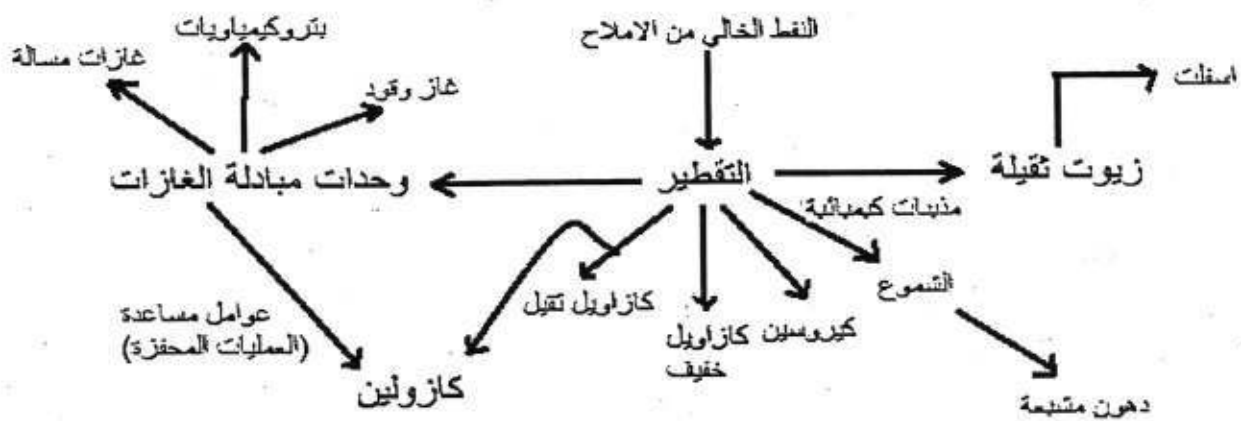 بتروكيمياويات
النفط الخالي من الاملاح
غازات مسالة
غاز وقود
اسفلت
وحدات مبادلة الغازات
التقطير
زيوت ثقيلة
مذيبات كيميائية
الشموع
كازاويل ثقيل
كيروسين
كازاويل
خفيف
عوامل مساعدة
(العمليات المحفزة)
كازولين
دهون مشبعة